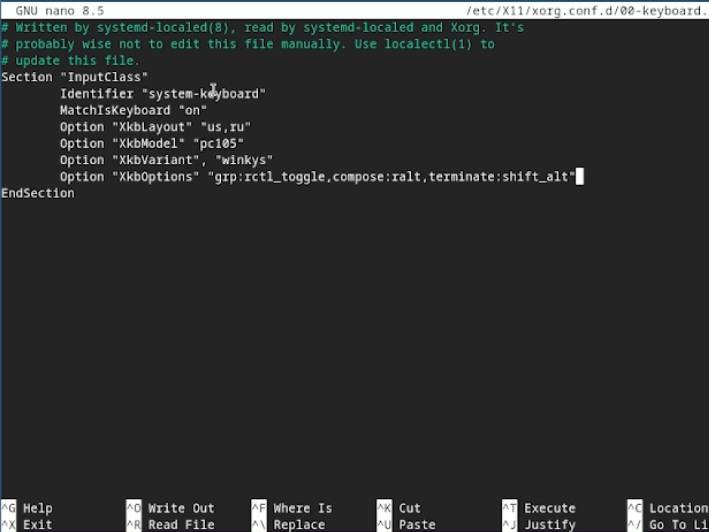 GNU nano 8.5 /etc/X11/xorg.conf.d/00-keyboard.
# Written by systemd-localed(8), read by systemd-localed and Xorg. It's
# probably wise not to edit this file manually. Use localectl(1) to
# update this file.
Section "InputClass"
Identifier "system-keyboard"
MatchIsKeyboard "on"
Option "XkbLayout" "us,ru"
Option "XkbModel" "pc105"
Option "XkbVariant", "winkys"
Option "XkbOptions" "grp:rctl_toggle,compose:ralt,terminate:shift_alt"
EndSection
^G Help ^O Write Out ^F Where Is ^K Cut ^T Execute ^C Location
^X Exit ^R Read File ^\ Replace ^U Paste ^J Justify ^/ Go To Li